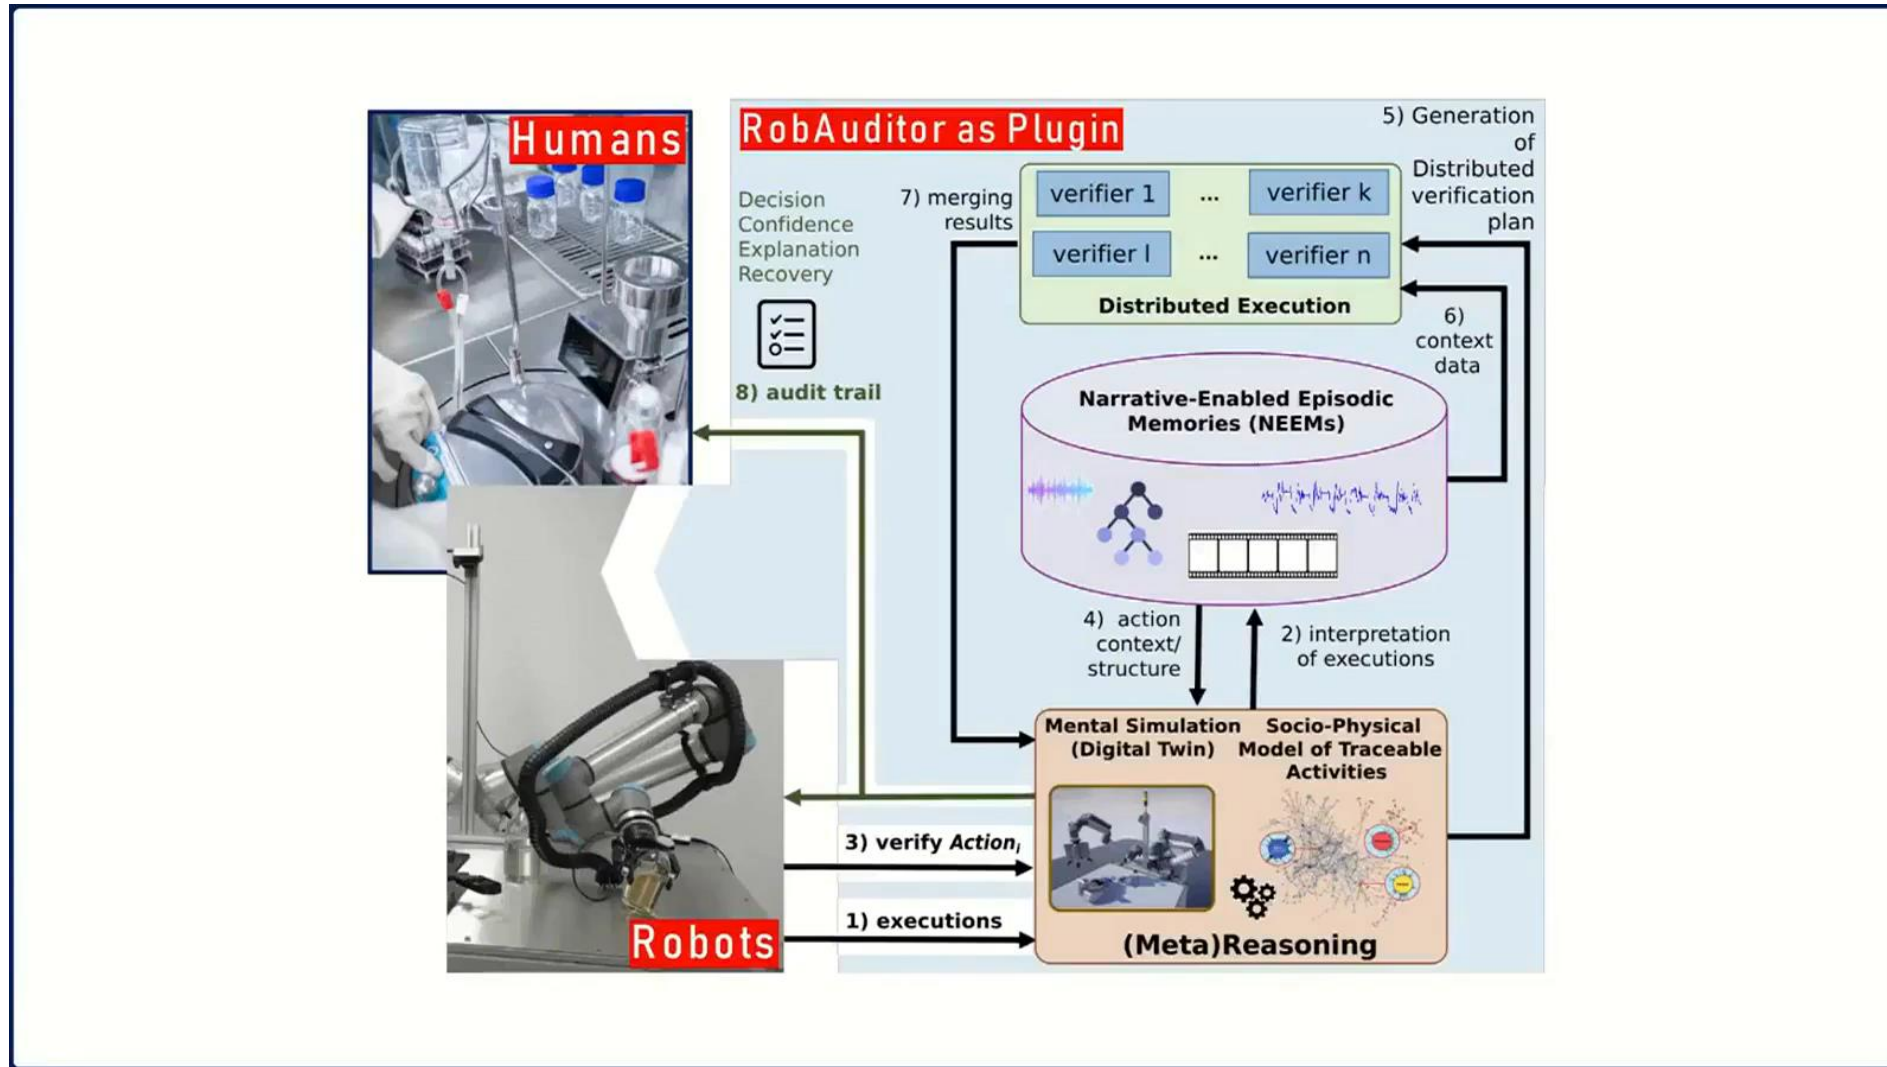 Humans
RobAuditor as Plugin
5) Generation
of
Distributed
verification
plan
Decision
Confidence
Explanation
Recovery
7) merging
results
verifier 1 ... verifier k
verifier l ... verifier n
Distributed Execution
6)
context
data
8) audit trail
Narrative-Enabled Episodic
Memories (NEEMs)
4) action
context/
structure
2) interpretation
of executions
Mental Simulation
(Digital Twin)
Socio-Physical
Model of Traceable
Activities
3) verify Actioni
1) executions
(Meta)Reasoning
Robots